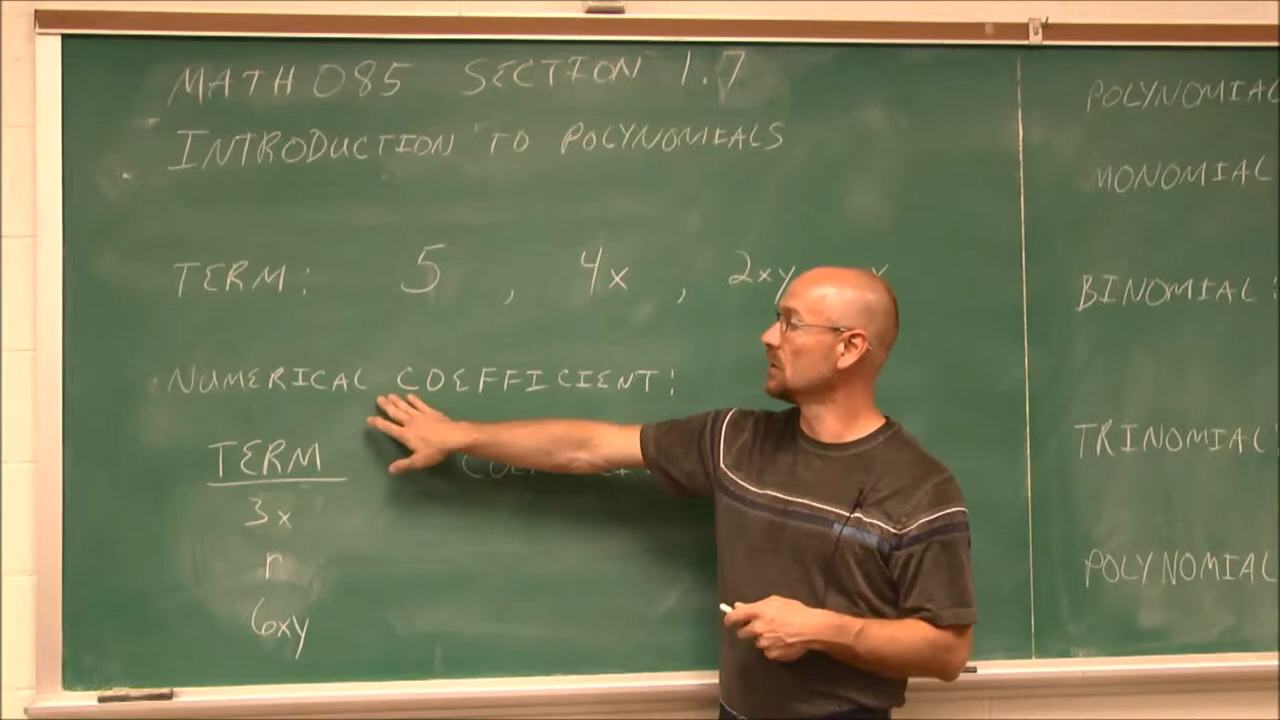 MATH 085 SECTION 1.7
INTRODUCTION TO POLYNOMIALS
TERM: 5 , 4x , 2xy
NUMERICAL COEFFICIENT:
TERM
3x
r
6xy
POLYNOMIAL
MONOMIAL
BINOMIAL:
TRINOMIAL:
POLYNOMIAL